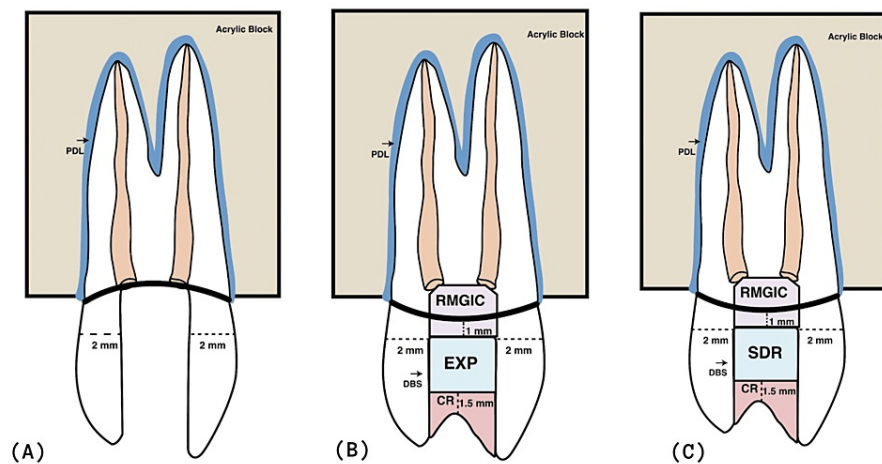 Acrylic Block
PDL
2 mm
2 mm
(A)
Acrylic Block
PDL
RMGIC
1 mm
2 mm
2 mm
EXP
DBS
CR
1.5 mm
(B)
Acrylic Block
PDL
RMGIC
1 mm
2 mm
2 mm
SDR
DBS
CR
1.5 mm
(C)